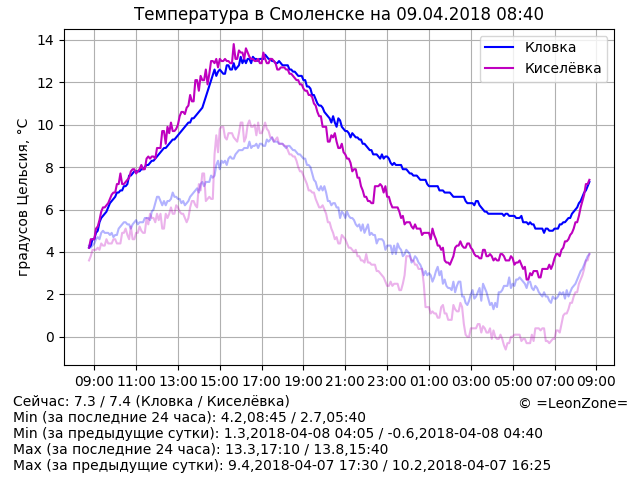 Температура в Смоленске на 09.04.2018 08:40
градусов Цельсия, °C
14
12
10
8
6
4
2
0
Кловка
Киселёвка
09:00 11:00 13:00 15:00 17:00 19:00 21:00 23:00 01:00 03:00 05:00 07:00 09:00
Сейчас: 7.3 / 7.4 (Кловка / Киселёвка)
© =LeonZone=
Min (за последние 24 часа): 4.2,08:45 / 2.7,05:40
Min (за предыдущие сутки): 1.3,2018-04-08 04:05 / -0.6,2018-04-08 04:40
Max (за последние 24 часа): 13.3,17:10 / 13.8,15:40
Max (за предыдущие сутки): 9.4,2018-04-07 17:30 / 10.2,2018-04-07 16:25